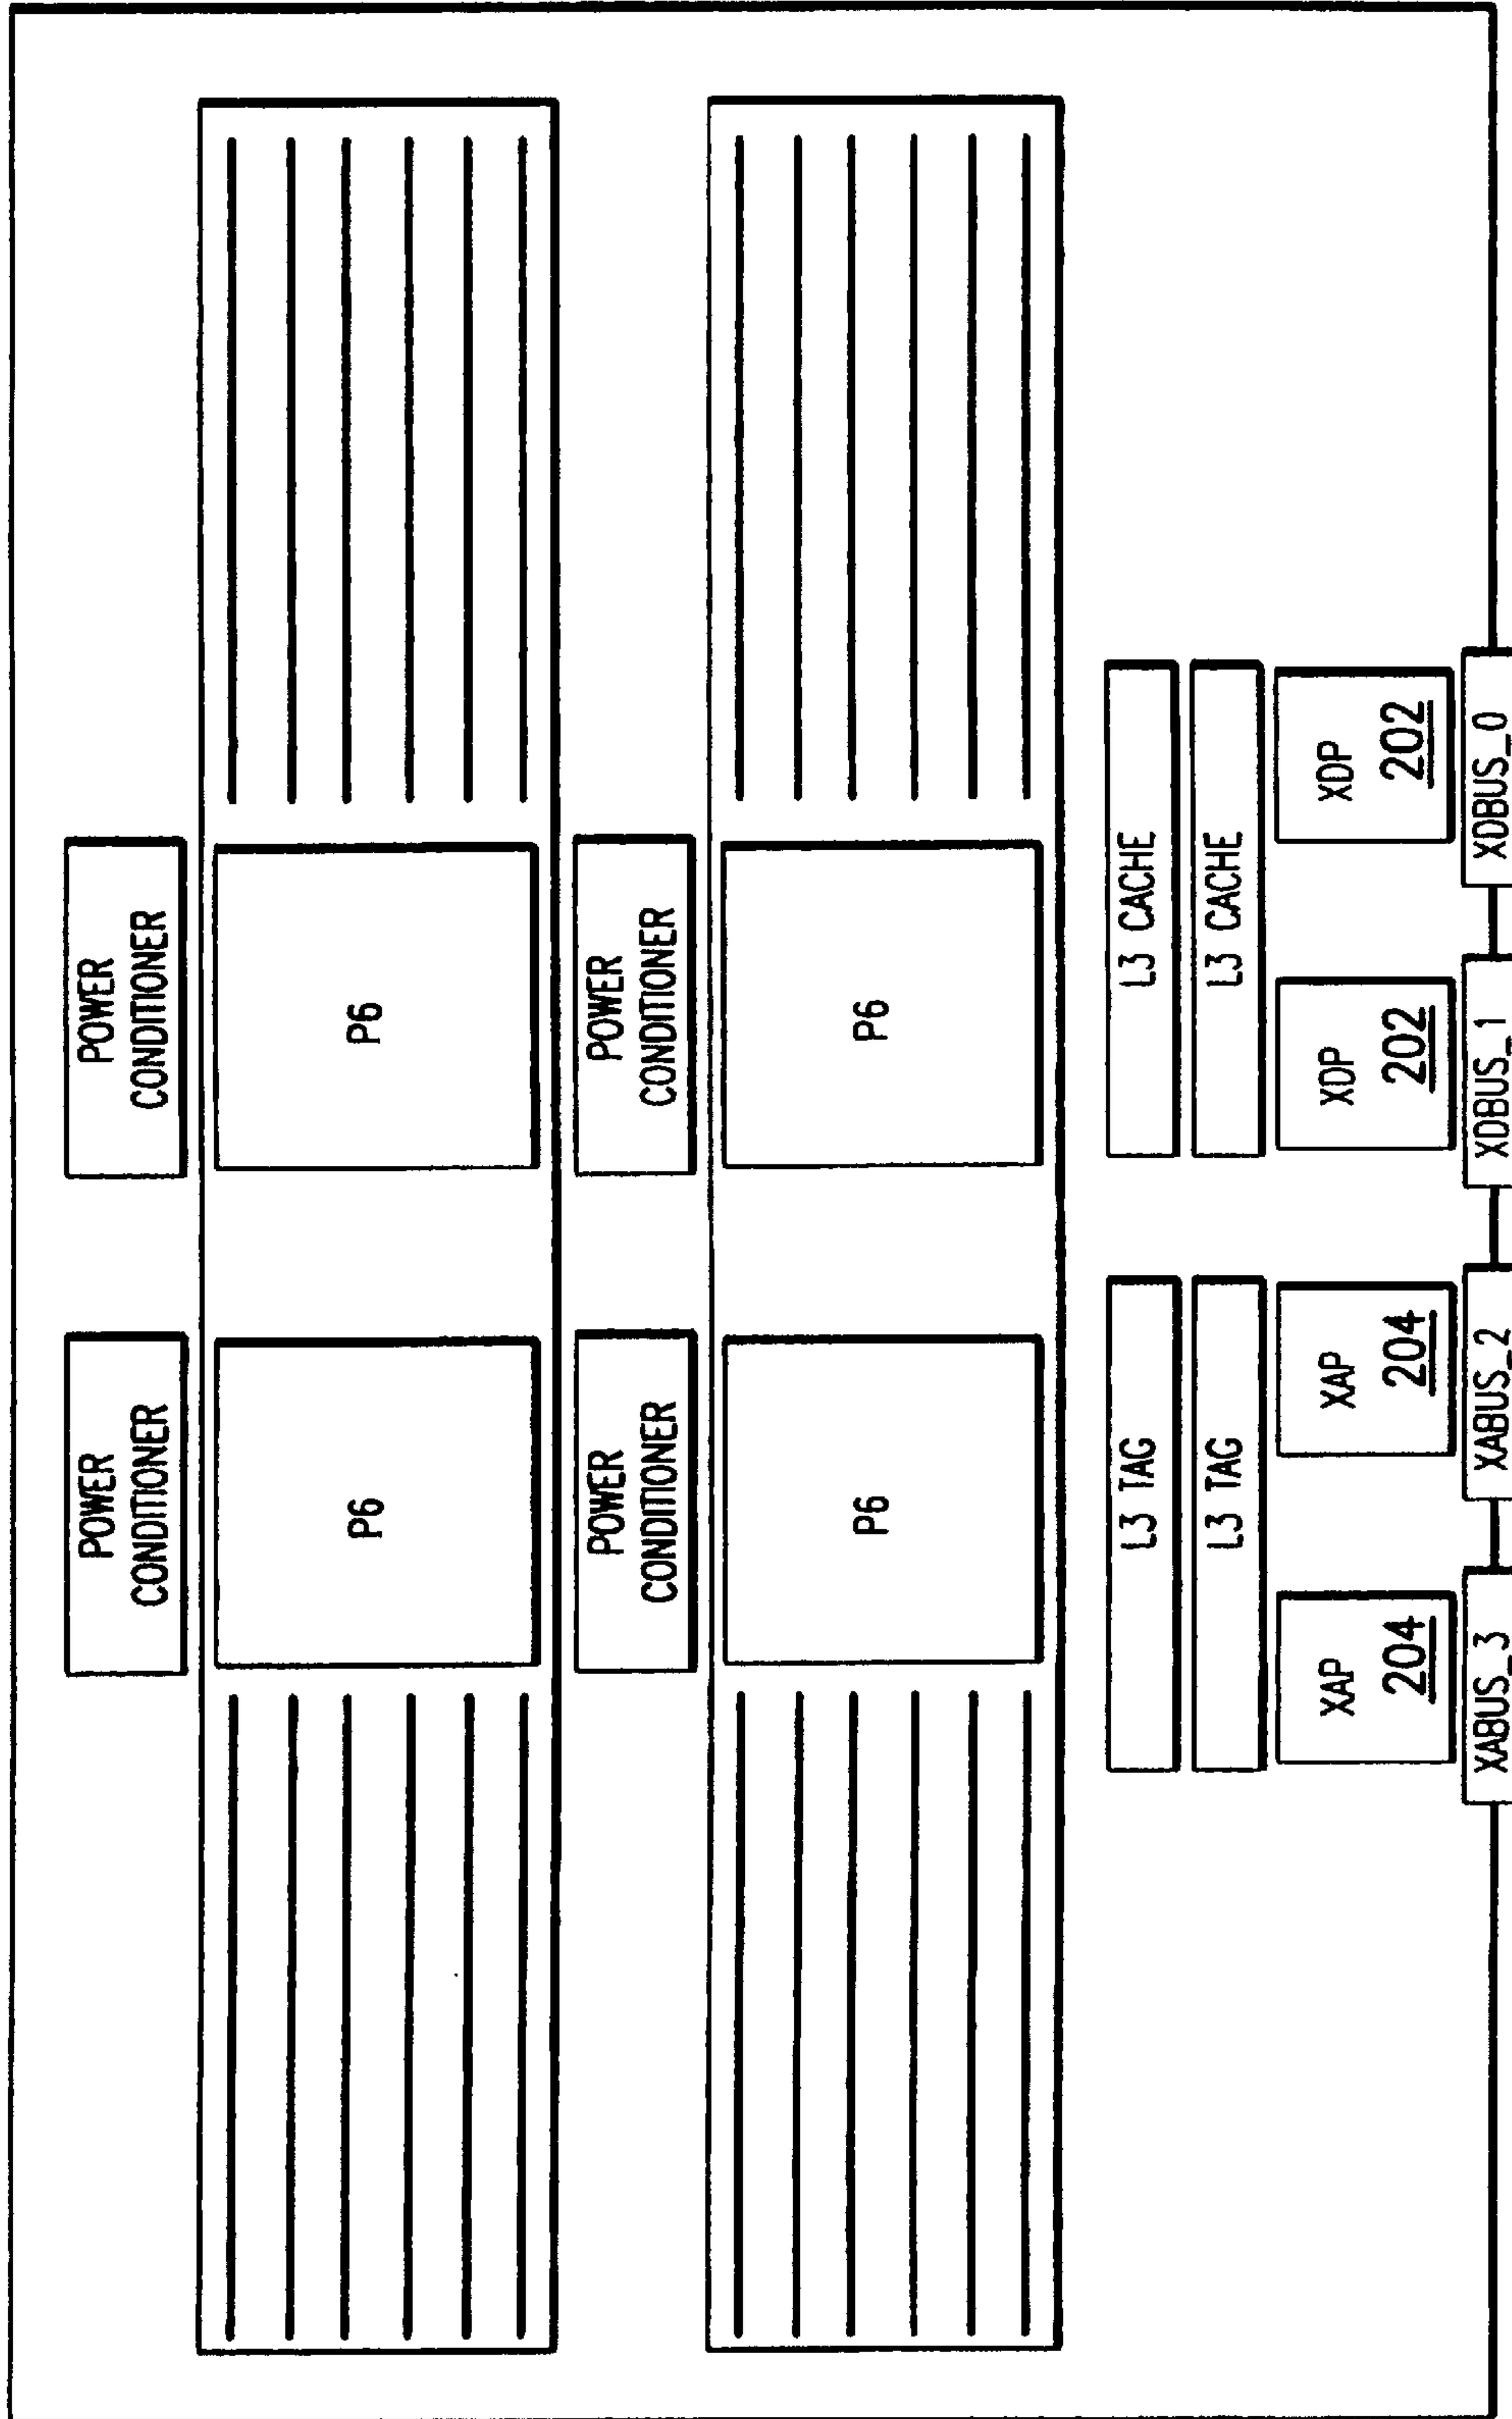 POWER
CONDITIONER
POWER
CONDITIONER
P6
P6
POWER
CONDITIONER
POWER
CONDITIONER
P6
P6
L3 TAG
L3 CACHE
L3 TAG
L3 CACHE
XAP
204
XAP
204
XDP
202
XDP
202
XABUS_3
XABUS_2
XDBUS_1
XDBUS_0